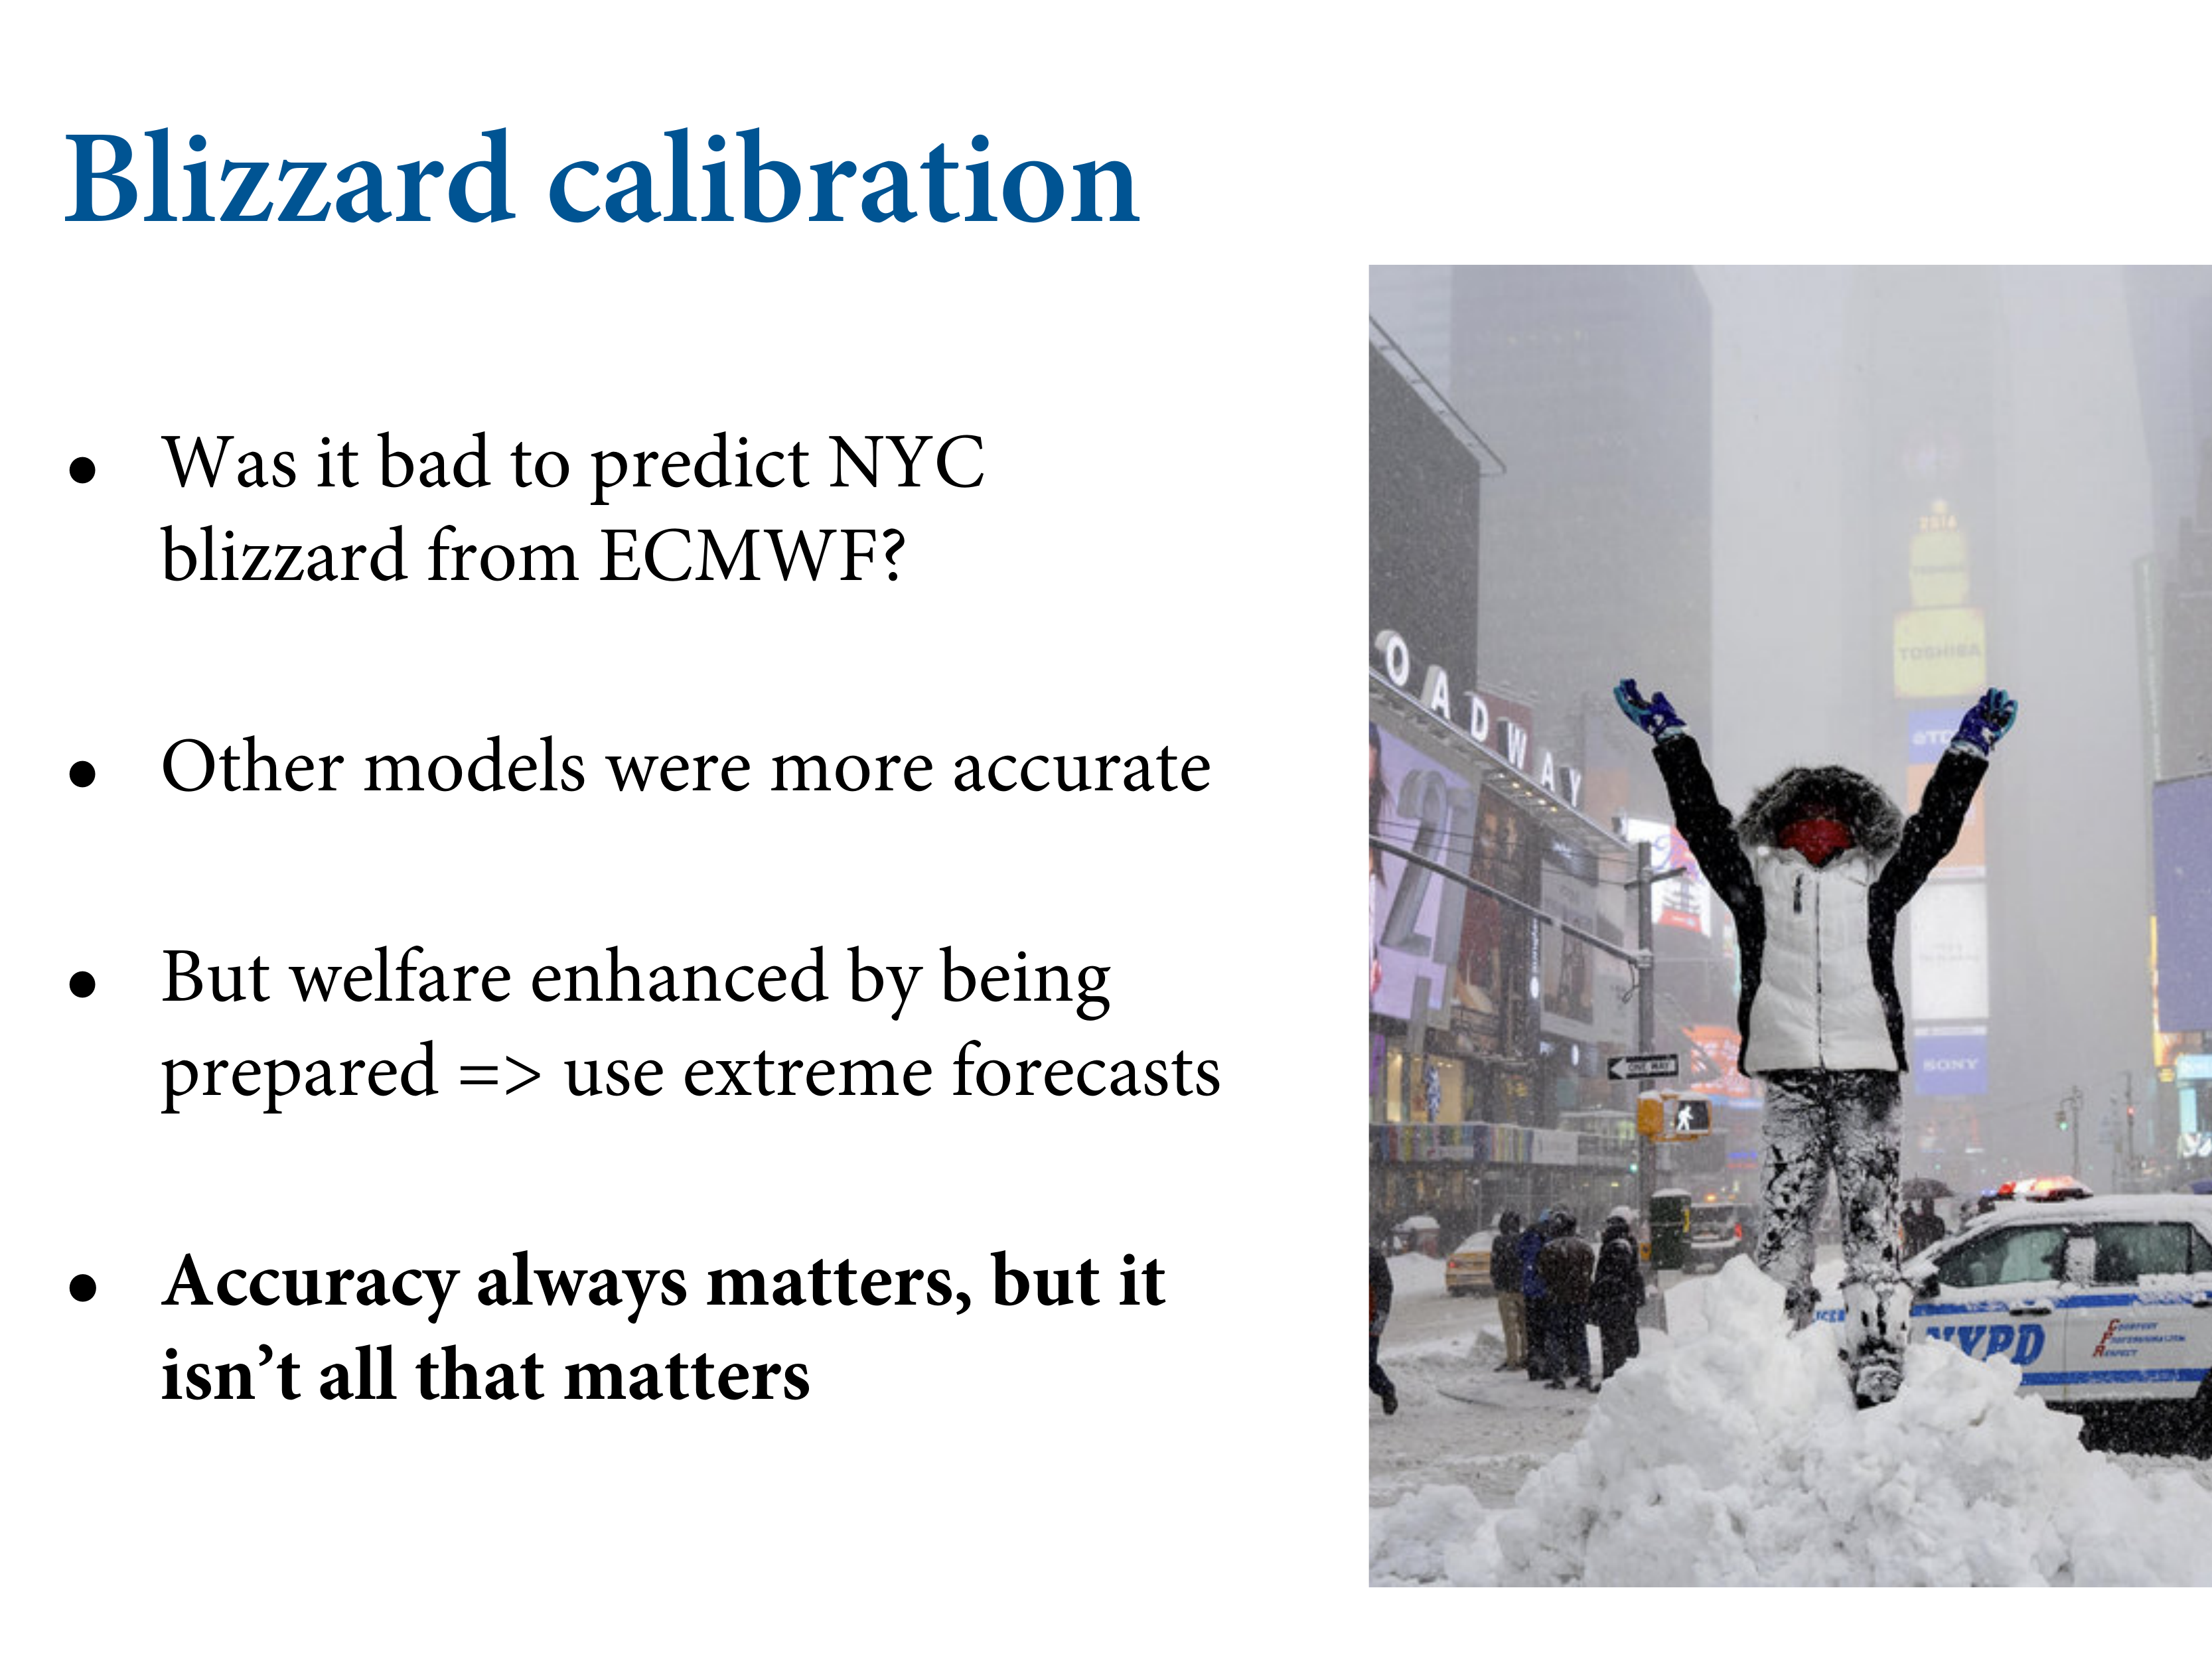 Blizzard calibration
• Was it bad to predict NYC
blizzard from ECMWF?
• Other models were more accurate
• But welfare enhanced by being
prepared => use extreme forecasts
• Accuracy always matters, but it
isn’t all that matters
OADWAY
21
TOSHIBA
SONY
ONE WAY
NYPD
COURTESY
PROFESSIONALISM
RESPECT